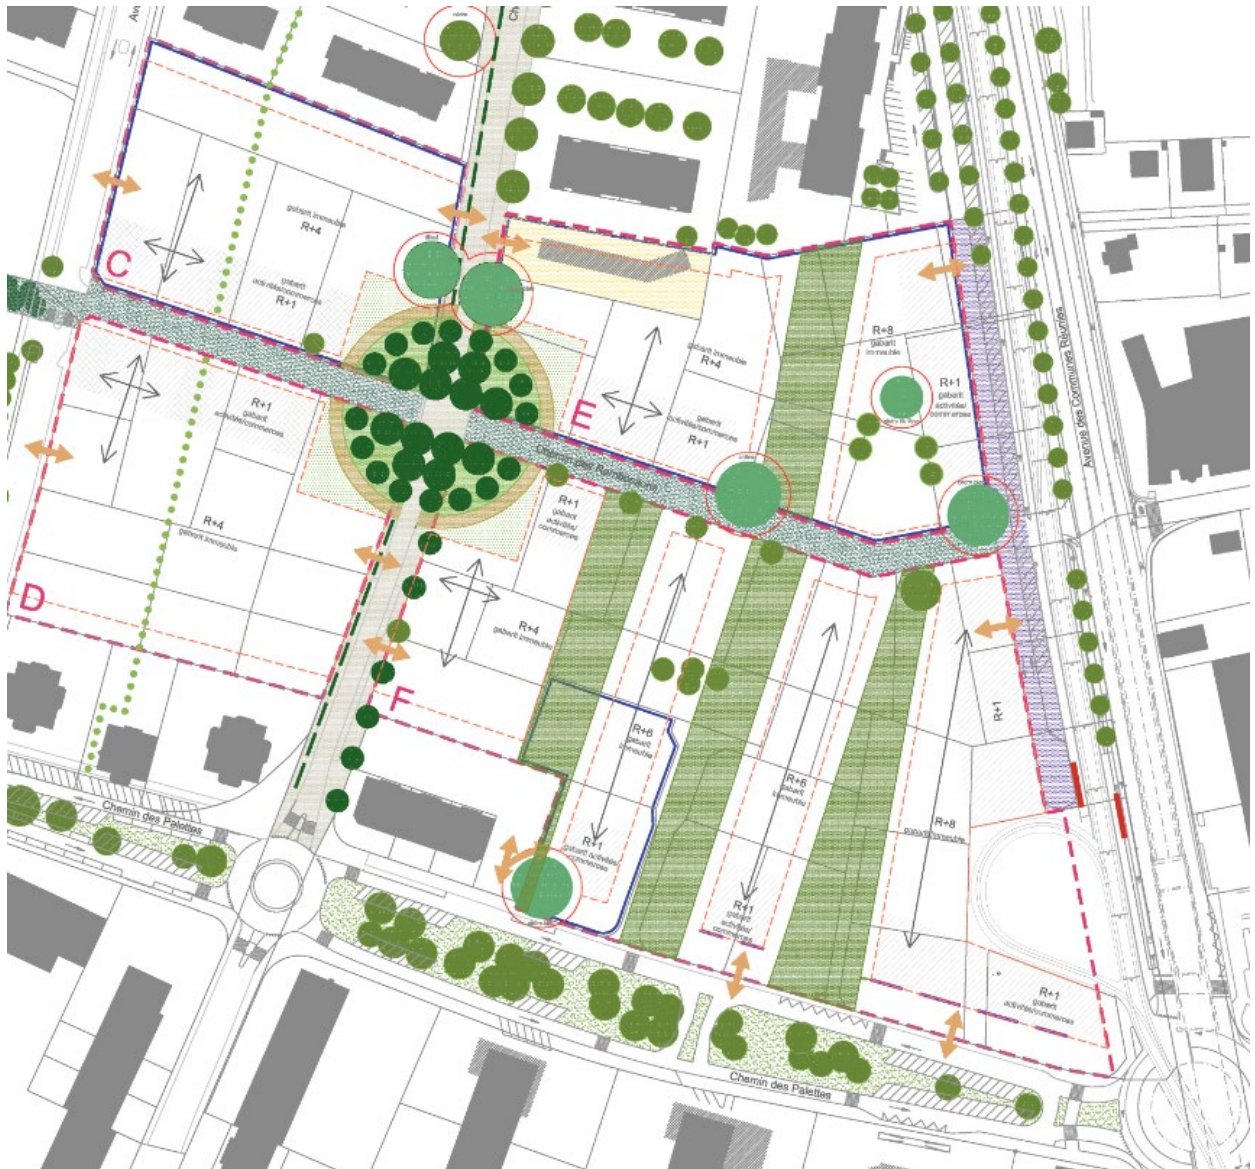 Ave
Ch
gabarit immeuble
R+4
C
gabarit
activités/commerces
R+1
R+8
gabarit
immeuble
gabarit immeuble
R+4
R+1
gabarit
activités/
commerces
R+1
gabarit
activités/commerces
E
gabarit
activités/commerces
R+1
Avenue des Communes Réunies
R+1
gabarit
activités/
commerces
R+4
gabarit immeuble
D
R+4
gabarit immeuble
F
R+1
R+6
gabarit
immeuble
R+6
gabarit
immeuble
R+8
gabarit immeuble
Chemin des Palettes
R+1
gabarit activités/
commerces
R+1
gabarit
activités/
commerces
R+1
gabarit
activités/commerces
Chemin des Palettes